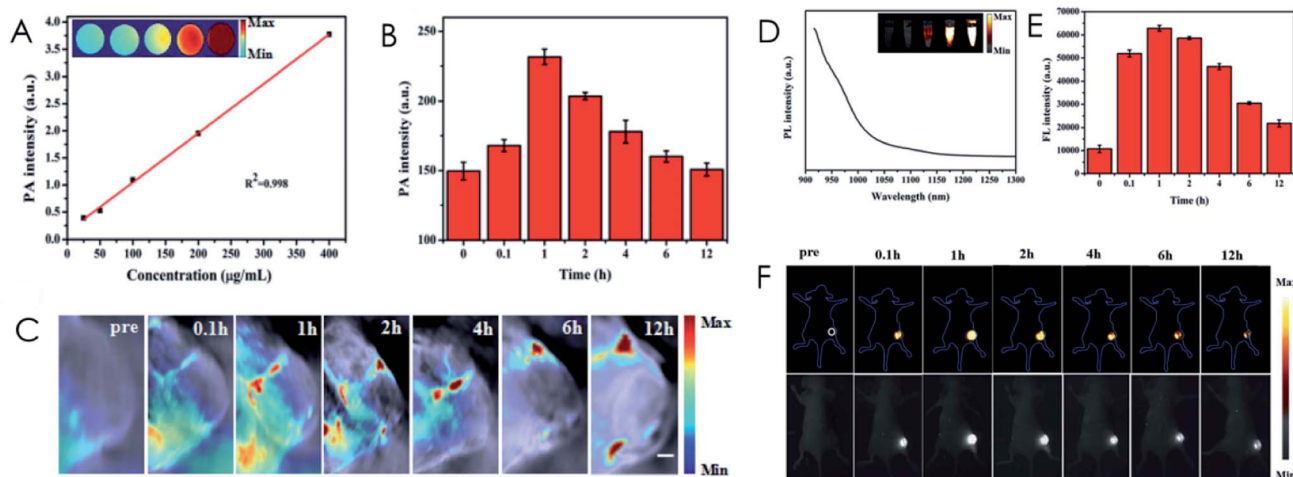 A
PA intensity (a.u.)
4.0
3.5
3.0
2.5
2.0
1.5
1.0
0.5
0.0
Max
Min
R²=0.998
0 50 100 150 200 250 300 350 400
Concentration (µg/mL)
B
PA intensity (a.u.)
250
200
150
100
0 0.1 1 2 4 6 12
Time (h)
C
pre 0.1h 1h 2h 4h 6h 12h
Max
Min
D
PL intensity (a.u.)
Max
Min
900 950 1000 1050 1100 1150 1200 1250 1300
Wavelength (nm)
E
FL intensity (a.u.)
70000
60000
50000
40000
30000
20000
10000
0
0 0.1 1 2 4 6 12
Time (h)
F
pre 0.1h 1h 2h 4h 6h 12h
Max
Min